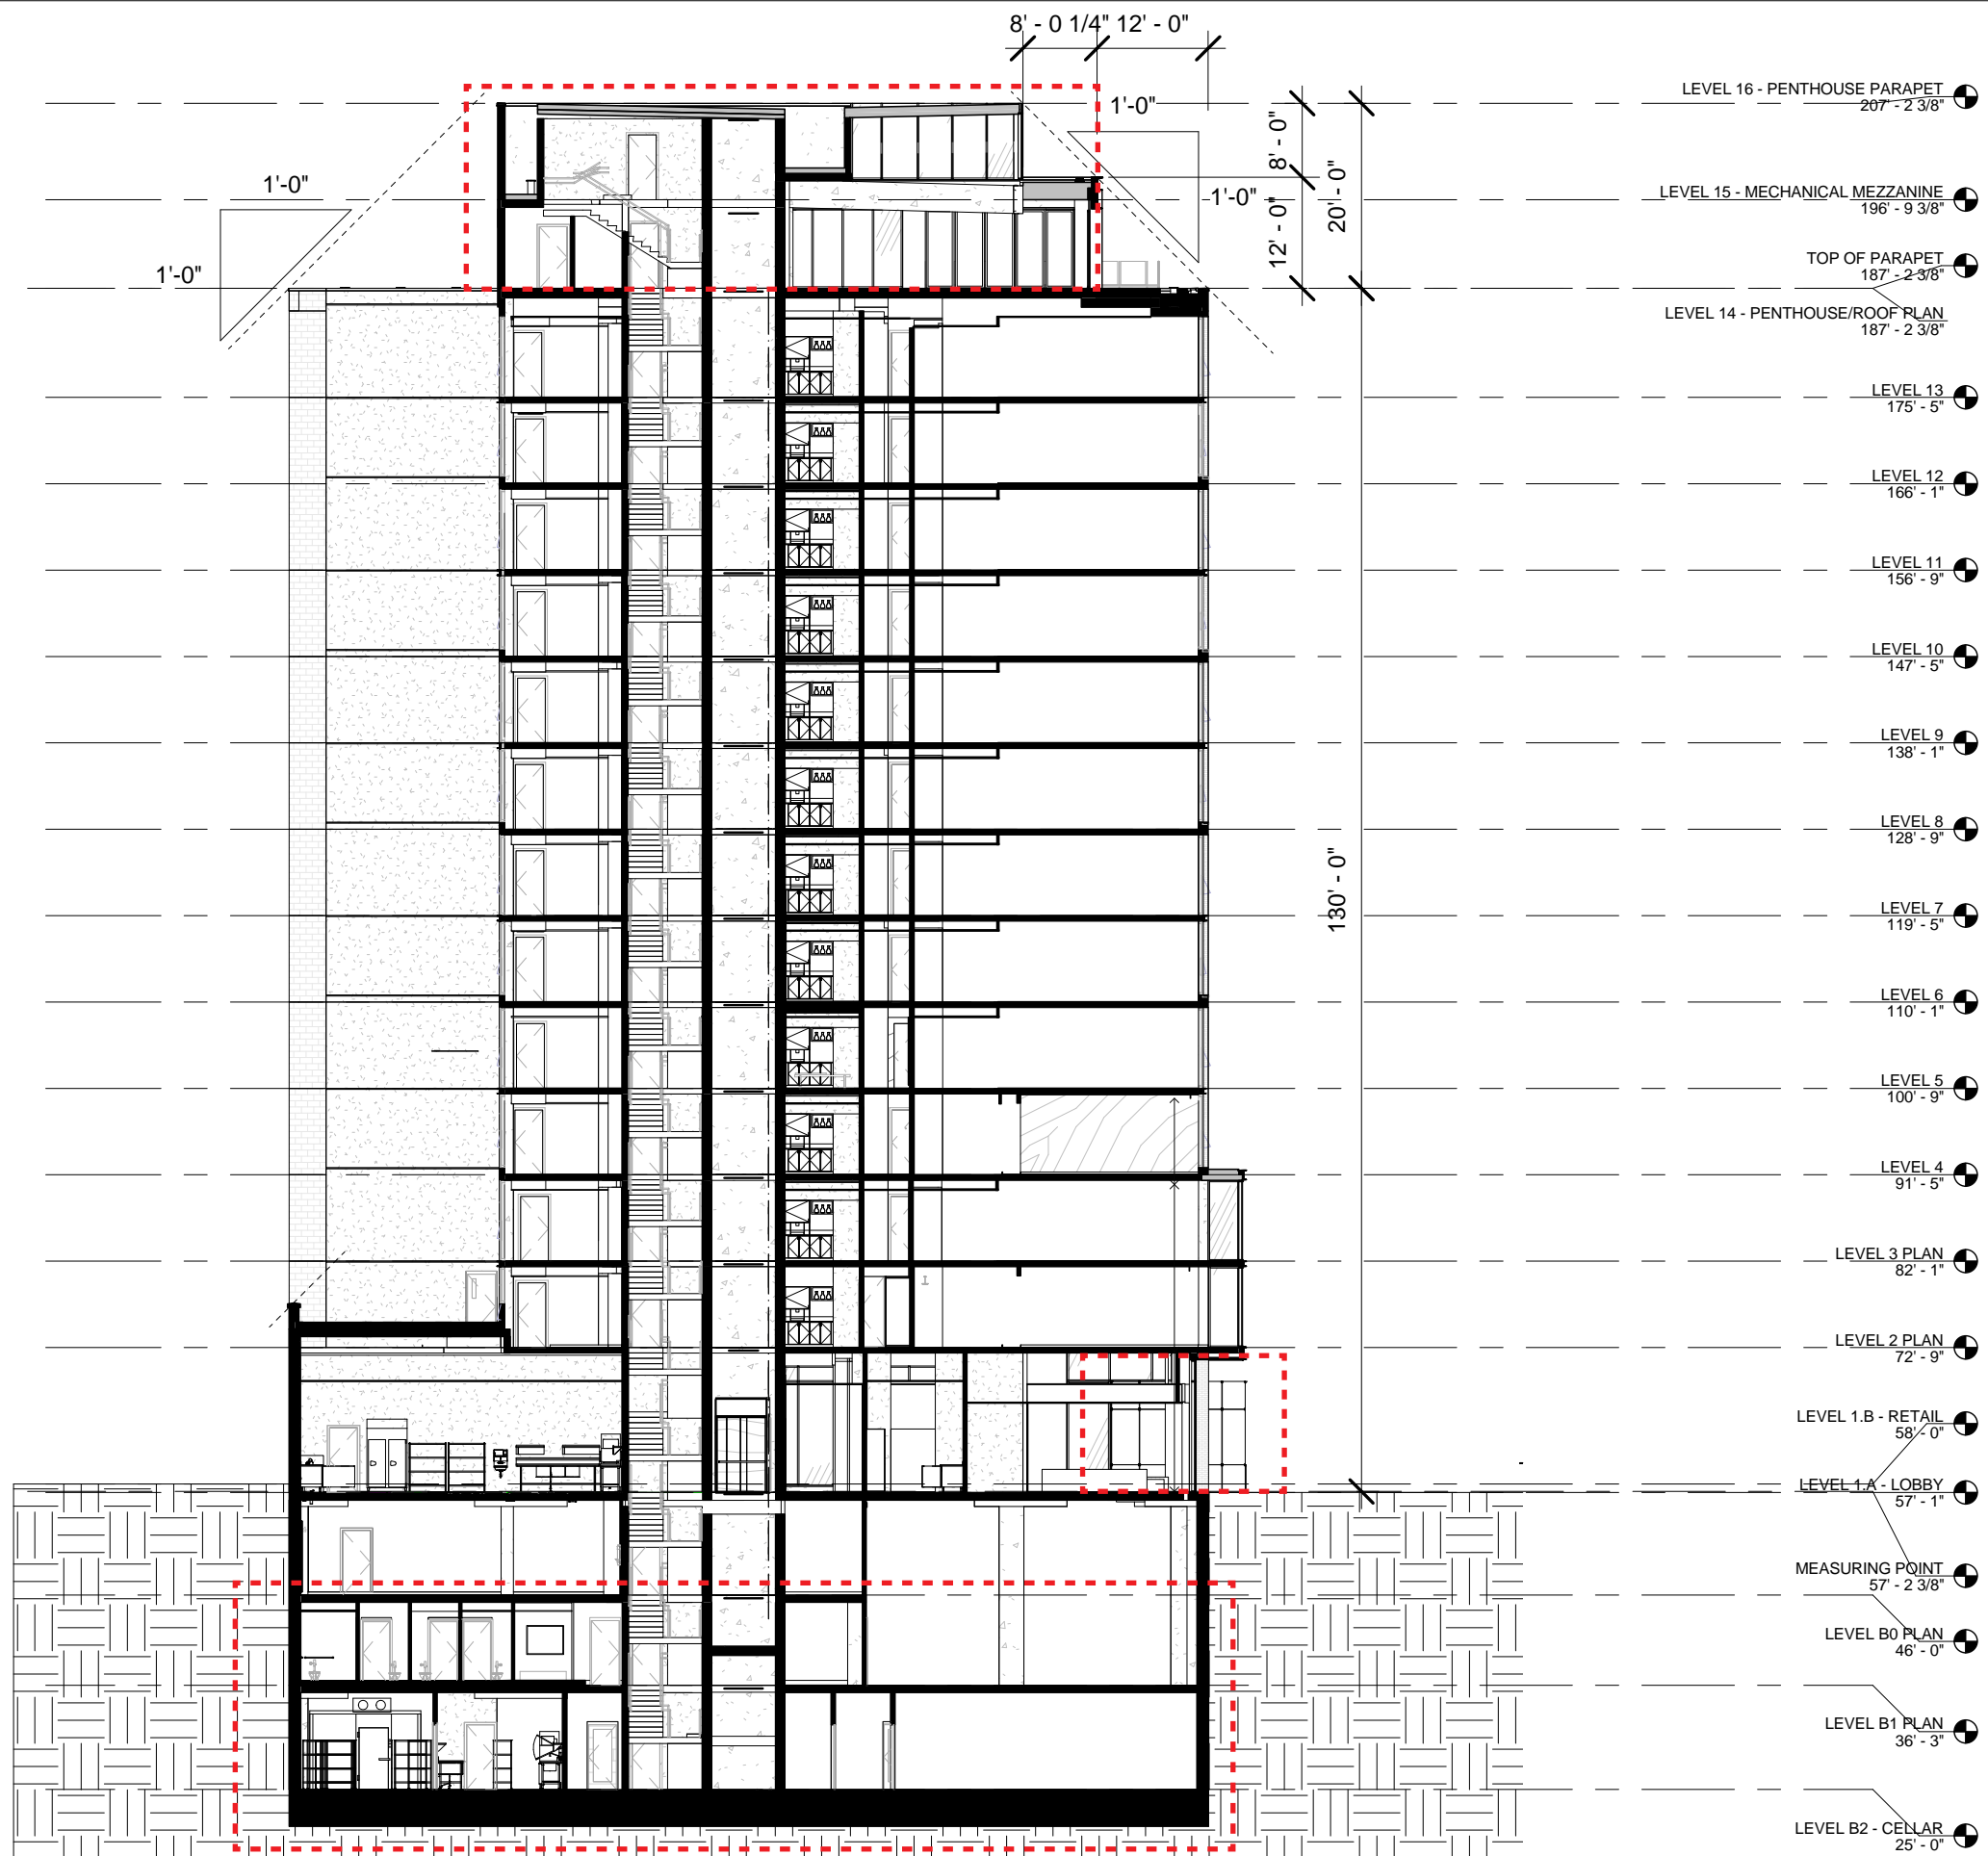 8' - 0 1/4" 12' - 0"
LEVEL 16 - PENTHOUSE PARAPET
207' - 2 3/8"
1'-0"
8' - 0"
20' - 0"
1'-0"
1'-0"
LEVEL 15 - MECHANICAL MEZZANINE
196' - 9 3/8"
12' - 0"
1'-0"
TOP OF PARAPET
187' - 2 3/8"
LEVEL 14 - PENTHOUSE/ROOF PLAN
187' - 2 3/8"
LEVEL 13
175' - 5"
LEVEL 12
166' - 1"
LEVEL 11
156' - 9"
LEVEL 10
147' - 5"
LEVEL 9
138' - 1"
LEVEL 8
128' - 9"
130' - 0"
LEVEL 7
119' - 5"
LEVEL 6
110' - 1"
LEVEL 5
100' - 9"
LEVEL 4
91' - 5"
LEVEL 3 PLAN
82' - 1"
LEVEL 2 PLAN
72' - 9"
LEVEL 1.B - RETAIL
58' - 0"
LEVEL 1.A - LOBBY
57' - 1"
MEASURING POINT
57' - 2 3/8"
LEVEL B0 PLAN
46' - 0"
LEVEL B1 PLAN
36' - 3"
LEVEL B2 - CELLAR
25' - 0"